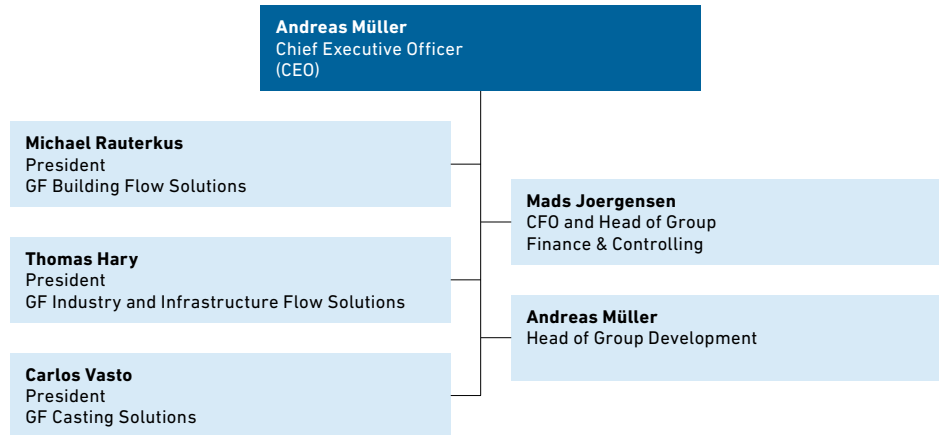 Andreas Müller
Chief Executive Officer
(CEO)
Michael Rauterkus
President
GF Building Flow Solutions
Mads Joergensen
CFO and Head of Group
Finance & Controlling
Thomas Hary
President
GF Industry and Infrastructure Flow Solutions
Andreas Müller
Head of Group Development
Carlos Vasto
President
GF Casting Solutions